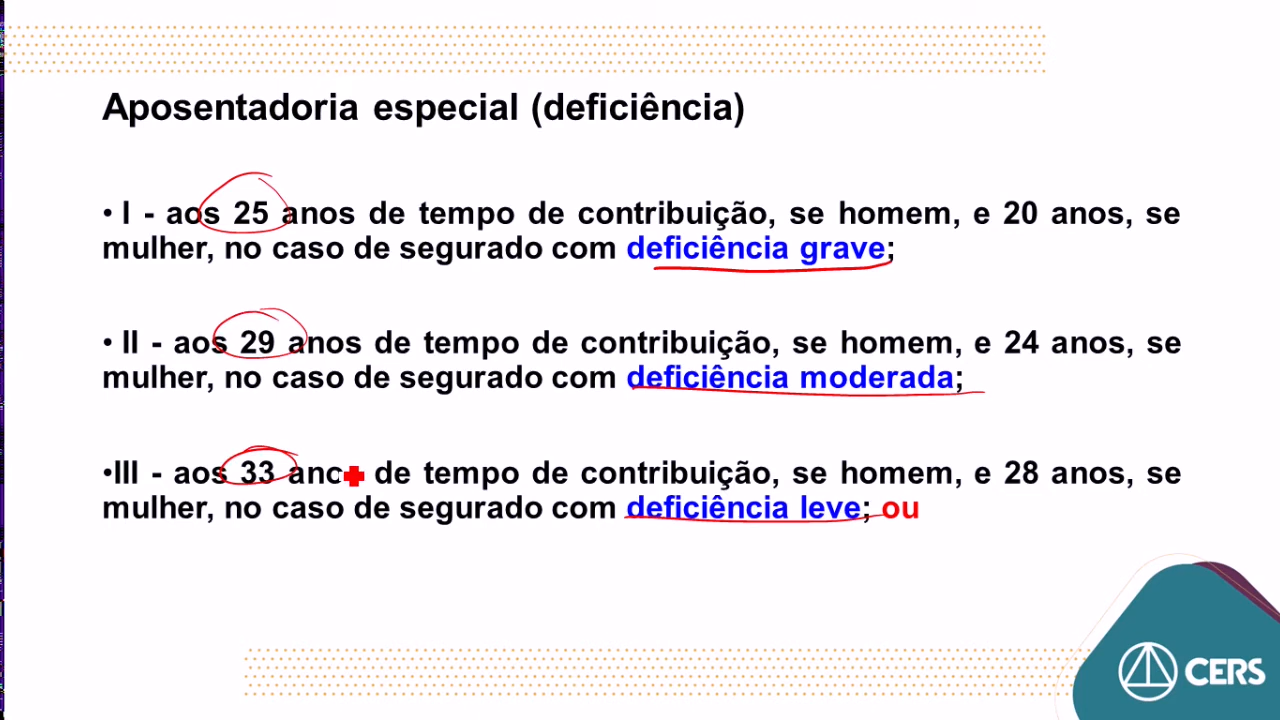 Aposentadoria especial (deficiência)
• I - aos 25 anos de tempo de contribuição, se homem, e 20 anos, se
mulher, no caso de segurado com deficiência grave;
• II - aos 29 anos de tempo de contribuição, se homem, e 24 anos, se
mulher, no caso de segurado com deficiência moderada;
•III - aos 33 anos de tempo de contribuição, se homem, e 28 anos, se
mulher, no caso de segurado com deficiência leve; ou
CERS